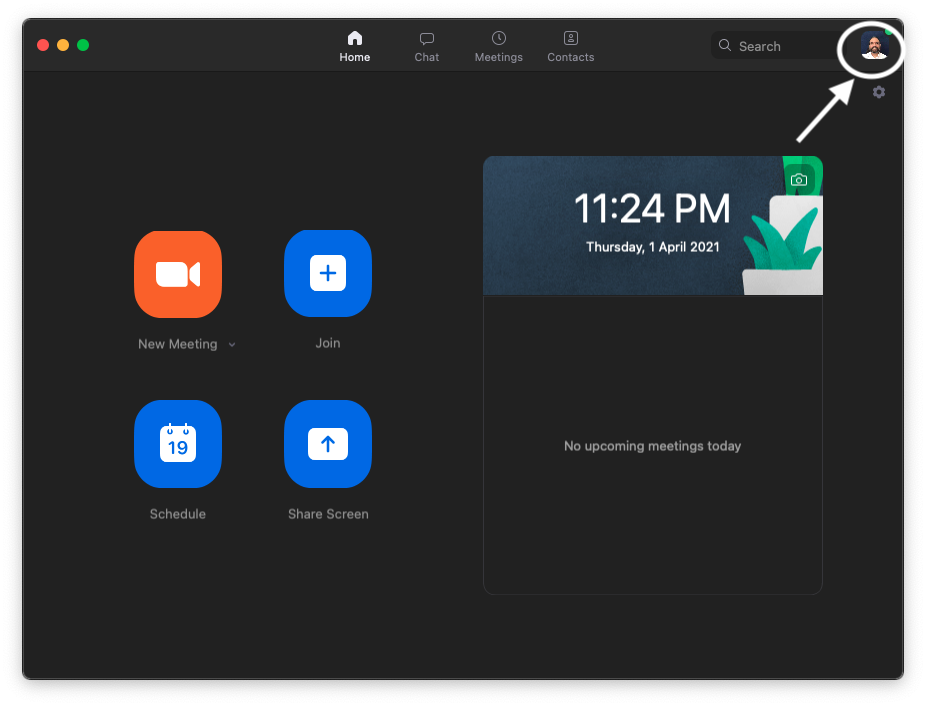 Home
Chat
Meetings
Contacts
Search
11:24 PM
Thursday, 1 April 2021
New Meeting
Join
19
Schedule
Share Screen
No upcoming meetings today